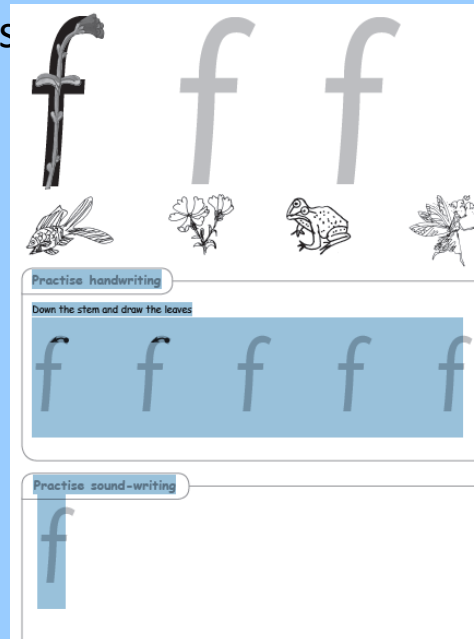 s
f f f
Practise handwriting
Down the stem and draw the leaves
f f f f f
Practise sound-writing
f